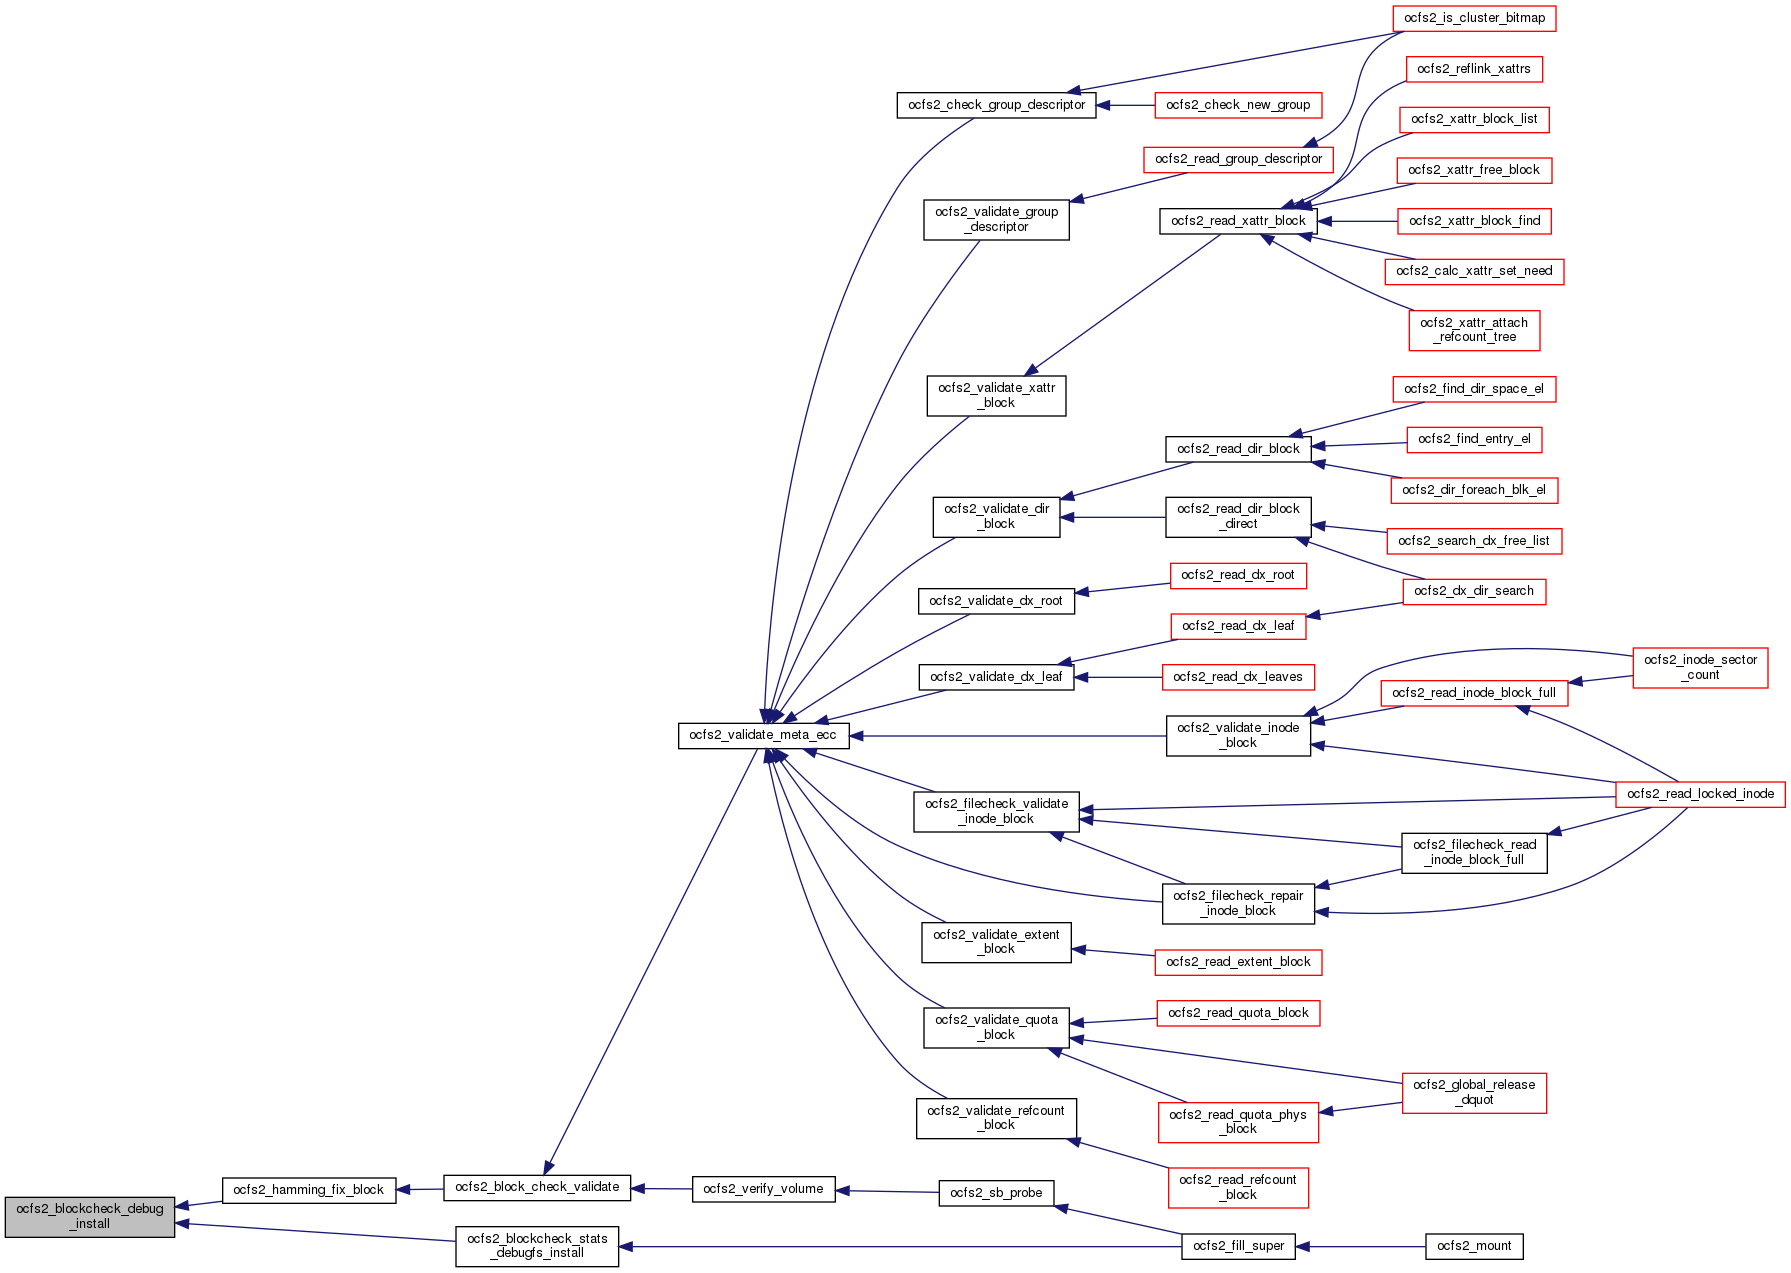 ocfs2_is_cluster_bitmap
ocfs2_reflink_xattrs
ocfs2_check_group_descriptor
ocfs2_check_new_group
ocfs2_xattr_block_list
ocfs2_read_group_descriptor
ocfs2_xattr_free_block
ocfs2_validate_group
_descriptor
ocfs2_read_xattr_block
ocfs2_xattr_block_find
ocfs2_calc_xattr_set_need
ocfs2_xattr_attach
_refcount_tree
ocfs2_validate_xattr
_block
ocfs2_find_dir_space_el
ocfs2_read_dir_block
ocfs2_find_entry_el
ocfs2_dir_foreach_blk_el
ocfs2_validate_dir
_block
ocfs2_read_dir_block
_direct
ocfs2_search_dx_free_list
ocfs2_validate_dx_root
ocfs2_read_dx_root
ocfs2_dx_dir_search
ocfs2_read_dx_leaf
ocfs2_validate_dx_leaf
ocfs2_read_dx_leaves
ocfs2_inode_sector
_count
ocfs2_read_inode_block_full
ocfs2_validate_meta_ecc
ocfs2_validate_inode
_block
ocfs2_filecheck_validate
_inode_block
ocfs2_read_locked_inode
ocfs2_filecheck_read
_inode_block_full
ocfs2_filecheck_repair
_inode_block
ocfs2_validate_extent
_block
ocfs2_read_extent_block
ocfs2_validate_quota
_block
ocfs2_read_quota_block
ocfs2_global_release
_dquot
ocfs2_validate_refcount
_block
ocfs2_read_quota_phys
_block
ocfs2_read_refcount
_block
ocfs2_blockcheck_debug
_install
ocfs2_hamming_fix_block
ocfs2_block_check_validate
ocfs2_verify_volume
ocfs2_sb_probe
ocfs2_blockcheck_stats
_debugfs_install
ocfs2_fill_super
ocfs2_mount